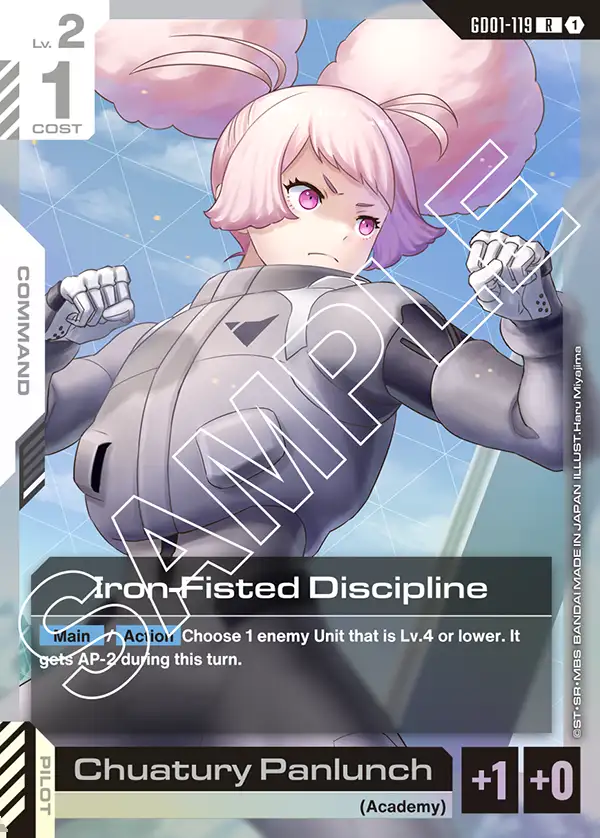 Lv. 2
1
COST
GD01-119 R 1
COMMAND
SAMPLE
©ST・SR・MBS BANDAI MADE IN JAPAN ILLUST.Haru Miyajima
Iron-Fisted Discipline
Main / Action Choose 1 enemy Unit that is Lv.4 or lower. It
gets AP-2 during this turn.
PILOT
Chuatury Panlunch
+1 +0
(Academy)